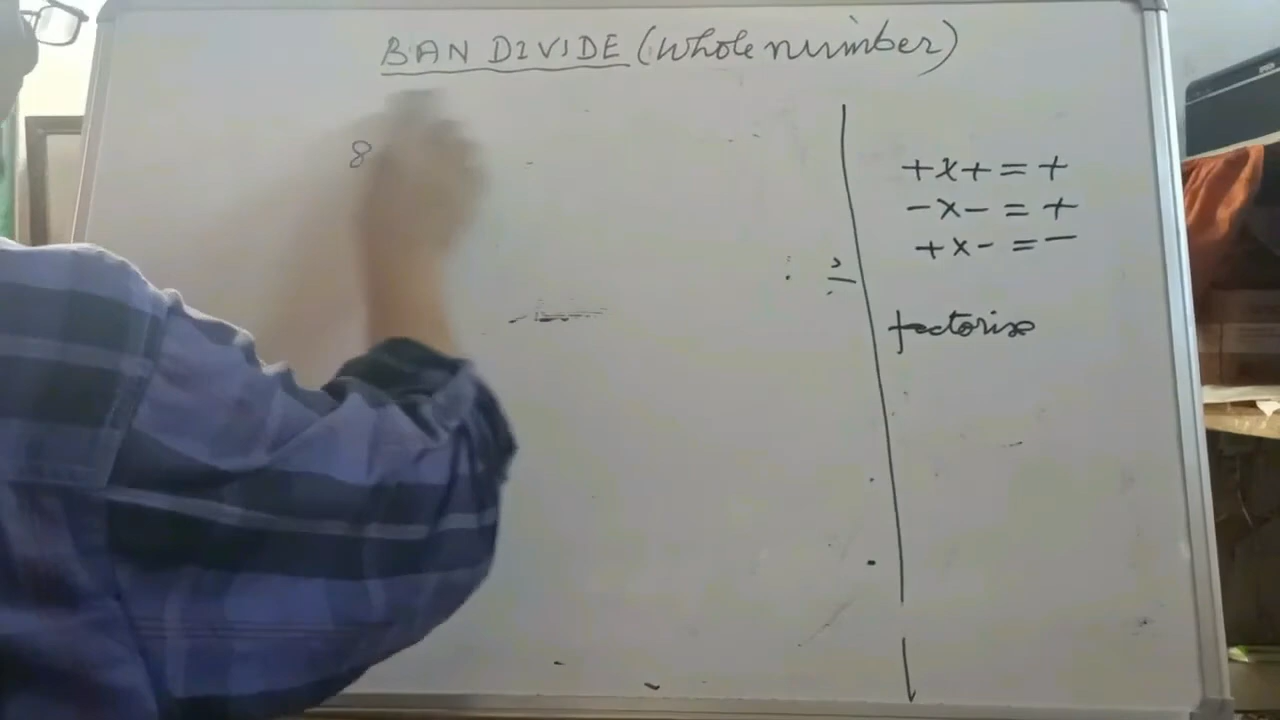 BAN DIVIDE (Whole number)
8
+x+=+
-x-=+
+x-=-
factorise